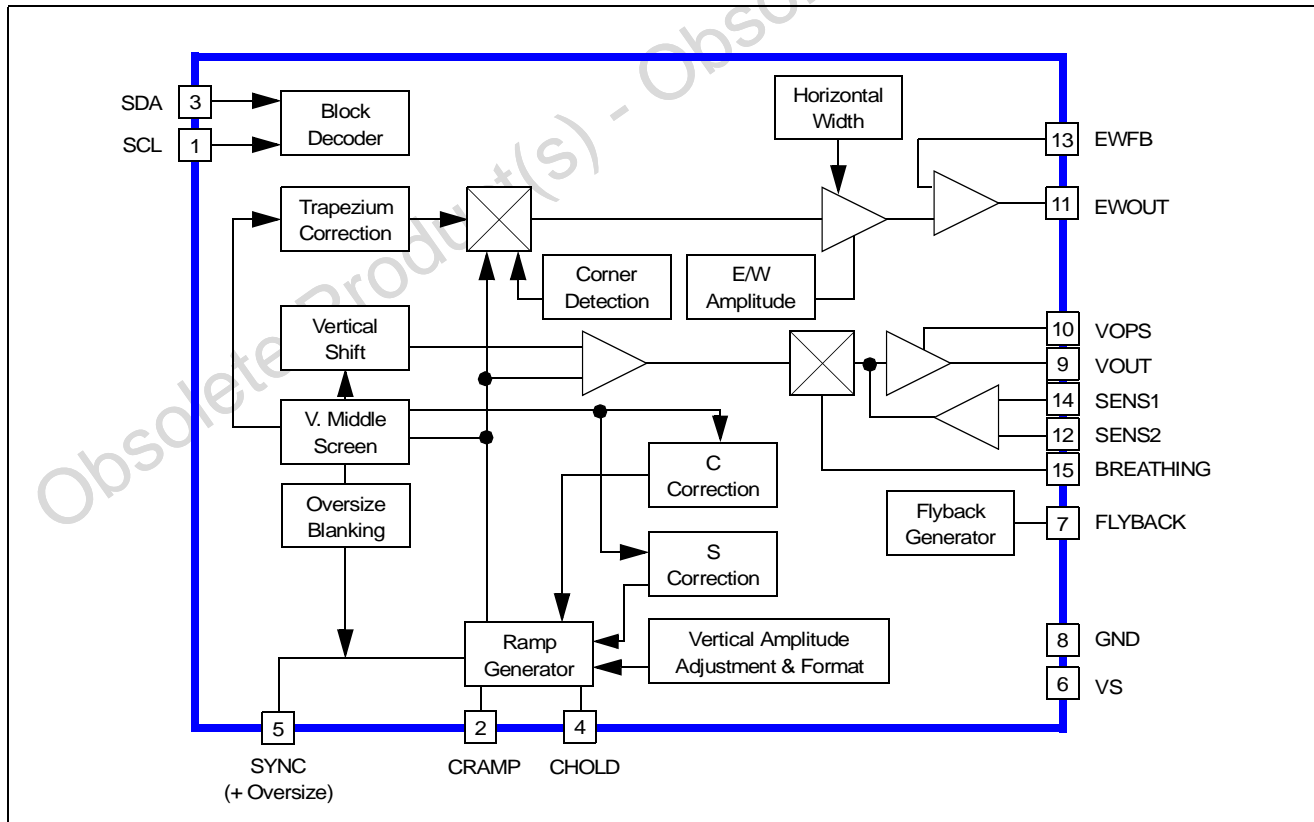 Obsolete Product(s) - Obsole
SDA
3
SCL
1
Block
Decoder
Horizontal
Width
13
EWFB
11
EWOUT
Trapezium
Correction
Corner
Detection
E/W
Amplitude
Vertical
Shift
10
VOPS
9
VOUT
14
SENS1
12
SENS2
15
BREATHING
V. Middle
Screen
C
Correction
Oversize
Blanking
Flyback
Generator
7
FLYBACK
S
Correction
Ramp
Generator
Vertical Amplitude
Adjustment & Format
8
GND
6
VS
5
2
4
SYNC
(+ Oversize)
CRAMP
CHOLD